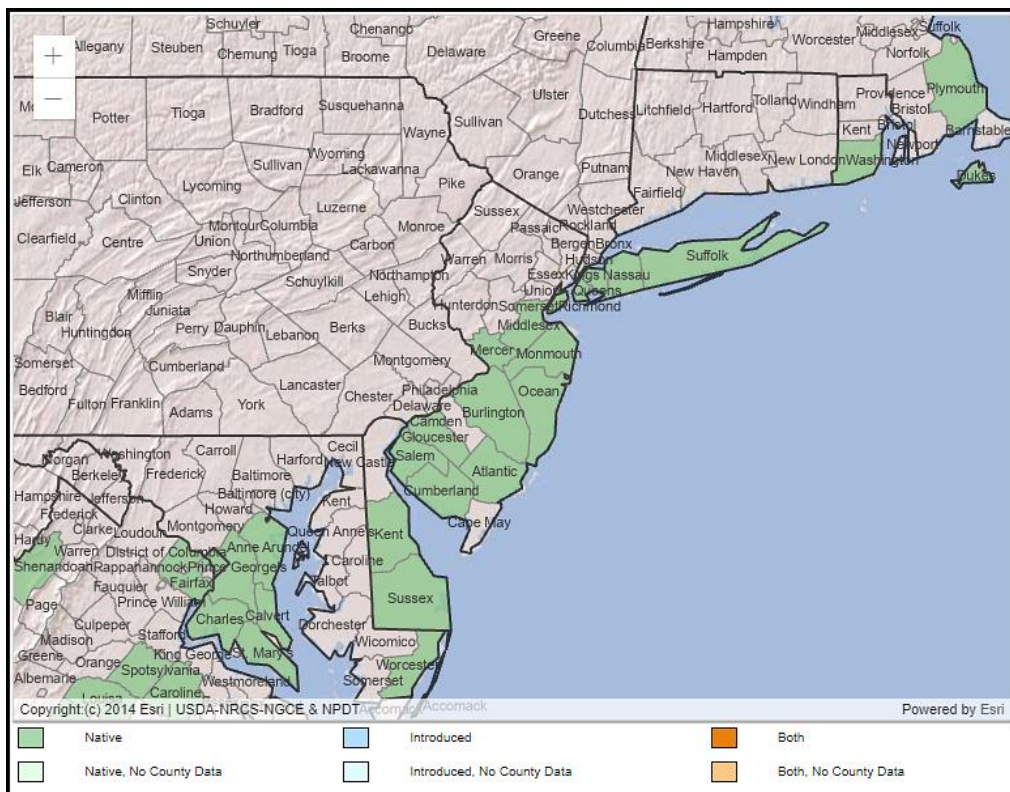 Schuyler
Chenango
Greene
Hampshire
Middlesex
Suffolk
Allegany
Steuben
Chemung
Tioga
Broome
Delaware
Columbia
Berkshire
Hampden
Worcester
Norfolk
+
−
Potter
Tioga
Bradford
Susquehanna
Wayne
Sullivan
Ulster
Dutchess
Litchfield
Hartford
Tolland
Windham
Providence
Bristol
Plymouth
Kent
Bristol
Barnstable
Newport
Elk
Cameron
Sullivan
Wyoming
Lackawanna
Pike
Orange
Putnam
Middlesex
New Haven
New London
Washington
Dukes
Jefferson
Clinton
Lycoming
Luzerne
Sussex
Westchester
Fairfield
Clearfield
Centre
Union
Montour
Columbia
Monroe
Passaic
Rockland
Northumberland
Carbon
Warren
Morris
Bergen
Bronx
Hudson
Suffolk
Snyder
Schuylkill
Northampton
Essex
Kings
Nassau
Mifflin
Juniata
Lehigh
Hunterdon
Union
Queens
Somerset
Richmond
Blair
Huntingdon
Perry
Dauphin
Lebanon
Berks
Bucks
Middlesex
Somerset
Cumberland
Montgomery
Mercer
Monmouth
Bedford
Fulton
Franklin
Adams
York
Lancaster
Chester
Philadelphia
Delaware
Ocean
Camden
Burlington
Gloucester
Morgan
Washington
Carroll
Cecil
Harford
New Castle
Salem
Atlantic
Berkeley
Frederick
Baltimore
Cumberland
Hampshire
Jefferson
Baltimore (city)
Kent
Frederick
Howard
Cape May
Clarke
Loudoun
Montgomery
Queen Anne's
Kent
Hardy
Warren
District of Columbia
Anne Arundel
Shenandoah
Rappahannock
Prince George's
Caroline
Fauquier
Fairfax
Talbot
Page
Prince William
Sussex
Culpeper
Charles
Calvert
Dorchester
Madison
Stafford
Wicomico
Greene
Orange
King George
St. Mary's
Worcester
Albemarle
Spotsylvania
Westmoreland
Somerset
Louisa
Caroline
Accomack
Accomack
Copyright:(c) 2014 Esri | USDA-NRCS-NGCE & NPDT
Powered by Esri
Native
Introduced
Both
Native, No County Data
Introduced, No County Data
Both, No County Data